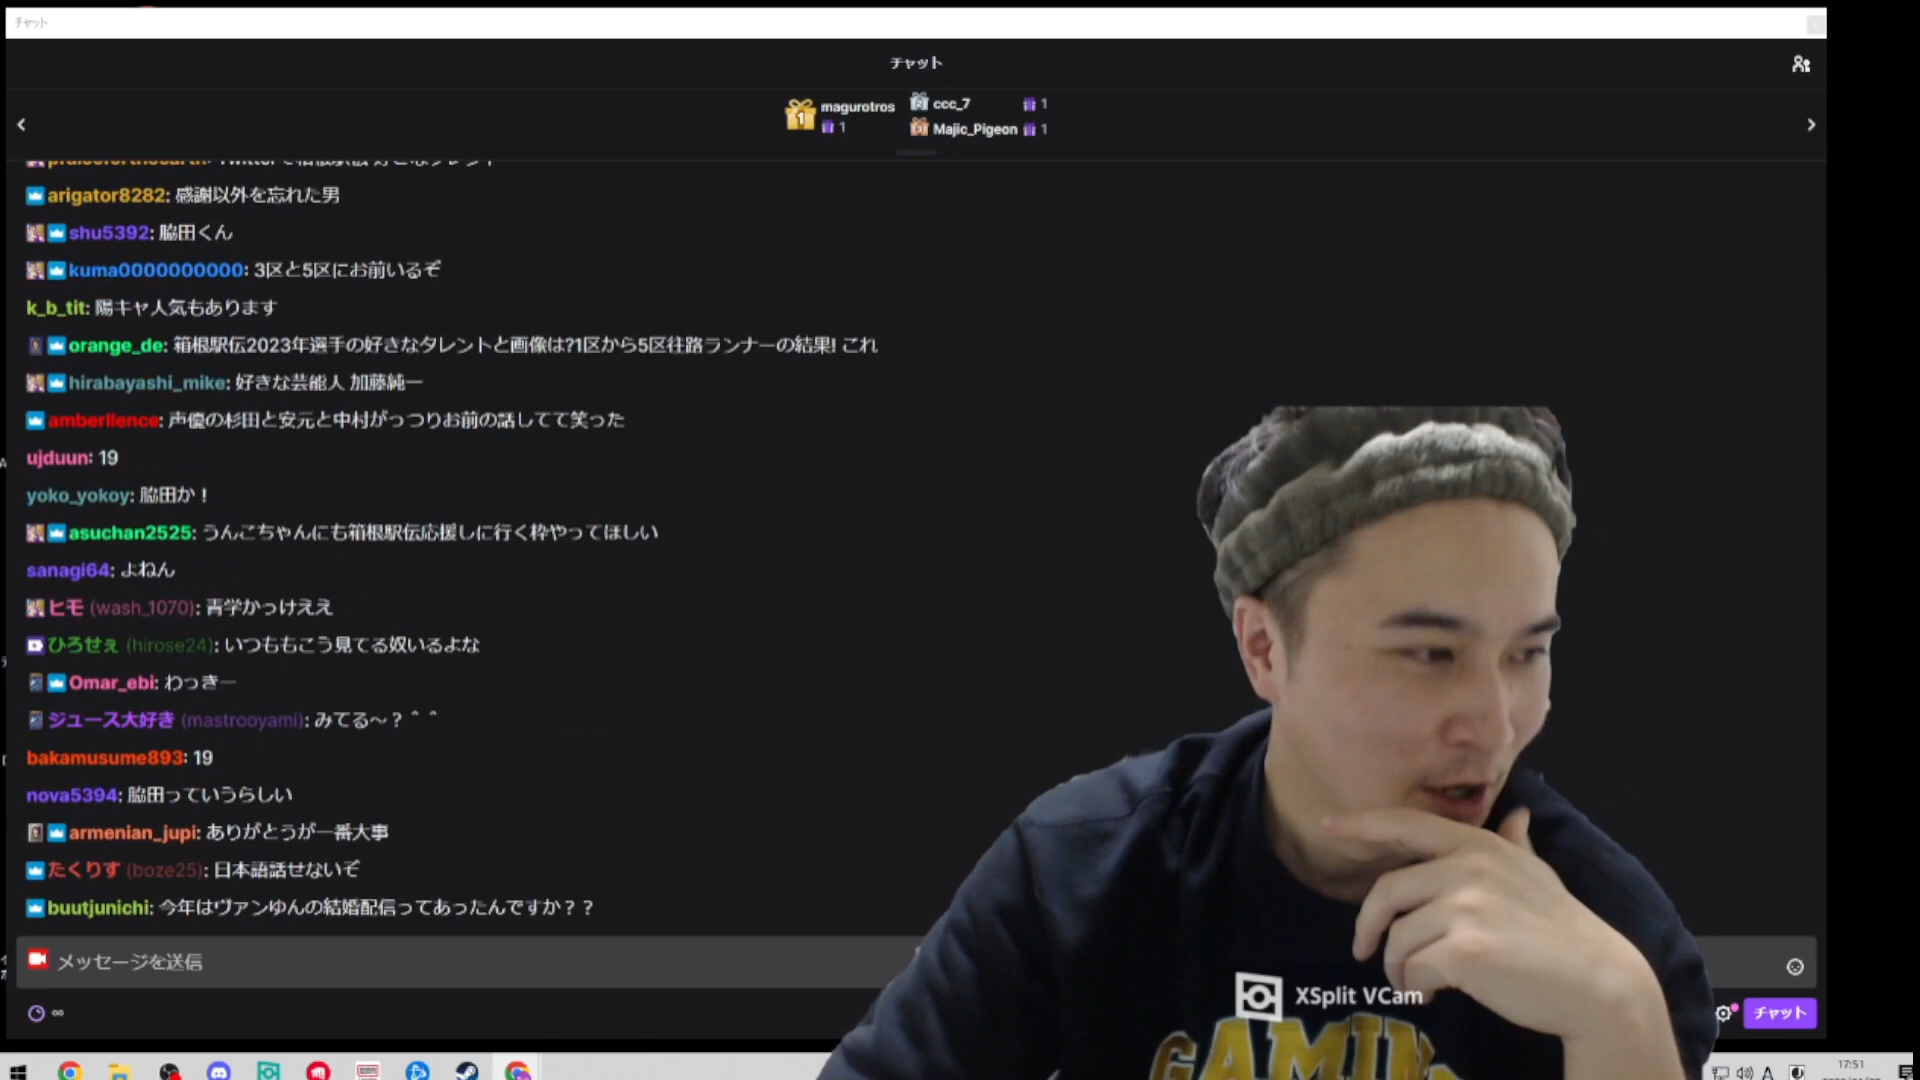 チャット
チャット
1 magurotros 1
2 ccc_7 1
3 Majic_Pigeon 1
arigator8282: 感謝以外を忘れた男
shu5392: 脇田くん
kuma0000000000: 3区と5区にお前いるぞ
k_b_tit: 陽キャ人気もあります
orange_de: 箱根駅伝2023年選手の好きなタレントと画像は?1区から5区往路ランナーの結果! これ
hirabayashi_mike: 好きな芸能人 加藤純一
amberllence: 声優の杉田と安元と中村がっつりお前の話してて笑った
ujduun: 19
yoko_yokoy: 脇田か！
asuchan2525: うんこちゃんにも箱根駅伝応援しに行く枠やってほしい
sanagi64: よねん
ヒモ (wash_1070): 青学かっけええ
ひろせぇ (hirose24): いつももこう見てる奴いるよな
Omar_ebi: わっきー
ジュース大好き (mastrooyami): みてる～？＾＾
bakamusume893: 19
nova5394: 脇田っていうらしい
armenian_jupi: ありがとうが一番大事
たくりす (boze25): 日本語話せないぞ
buutjunichi: 今年はヴァンゆんの結婚配信ってあったんですか？？
メッセージを送信
∞
チャット
XSplit VCam
GAMIN
A
17:51